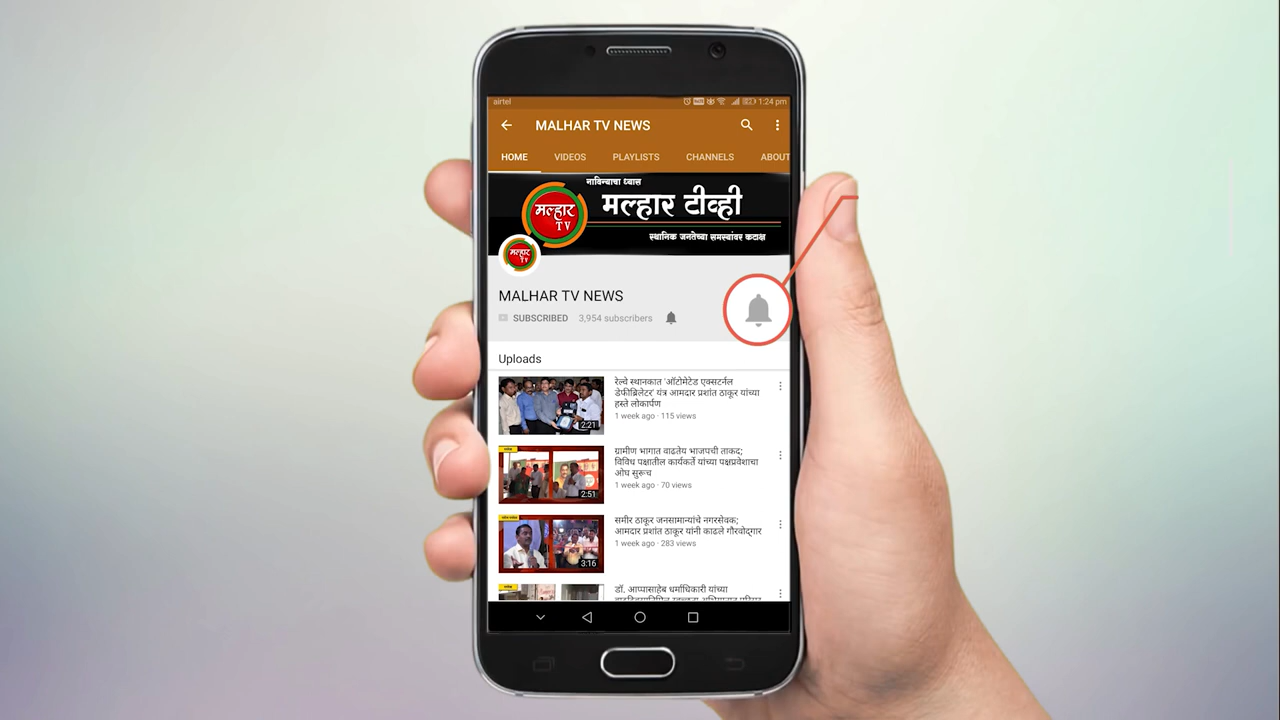 airtel
1:24 pm
MALHAR TV NEWS
HOME VIDEOS PLAYLISTS CHANNELS ABOUT
नाविन्याचा ध्यास
मल्हार टीव्ही
मल्हार
TV
स्थानिक जनतेच्या समस्यांवर कटाक्ष
मल्हार
TV
MALHAR TV NEWS
SUBSCRIBED 3,954 subscribers
Uploads
रेल्वे स्थानकात 'ऑटोमेटेड एक्सटर्नल
डेफीब्रिलेटर' यंत्र आमदार प्रशांत ठाकूर यांच्या
हस्ते लोकार्पण
1 week ago · 115 views
2:21
ग्रामीण भागात वाढतेय भाजपची ताकद;
विविध पक्षातील कार्यकर्ते यांच्या पक्षप्रवेशाचा
ओघ सुरूच
1 week ago · 70 views
2:51
समीर ठाकूर जनसामान्यांचे नगरसेवक;
आमदार प्रशांत ठाकूर यांनी काढले गौरवोद्‌गार
1 week ago · 283 views
3:16
डॉ. आप्पासाहेब धर्माधिकारी यांच्या